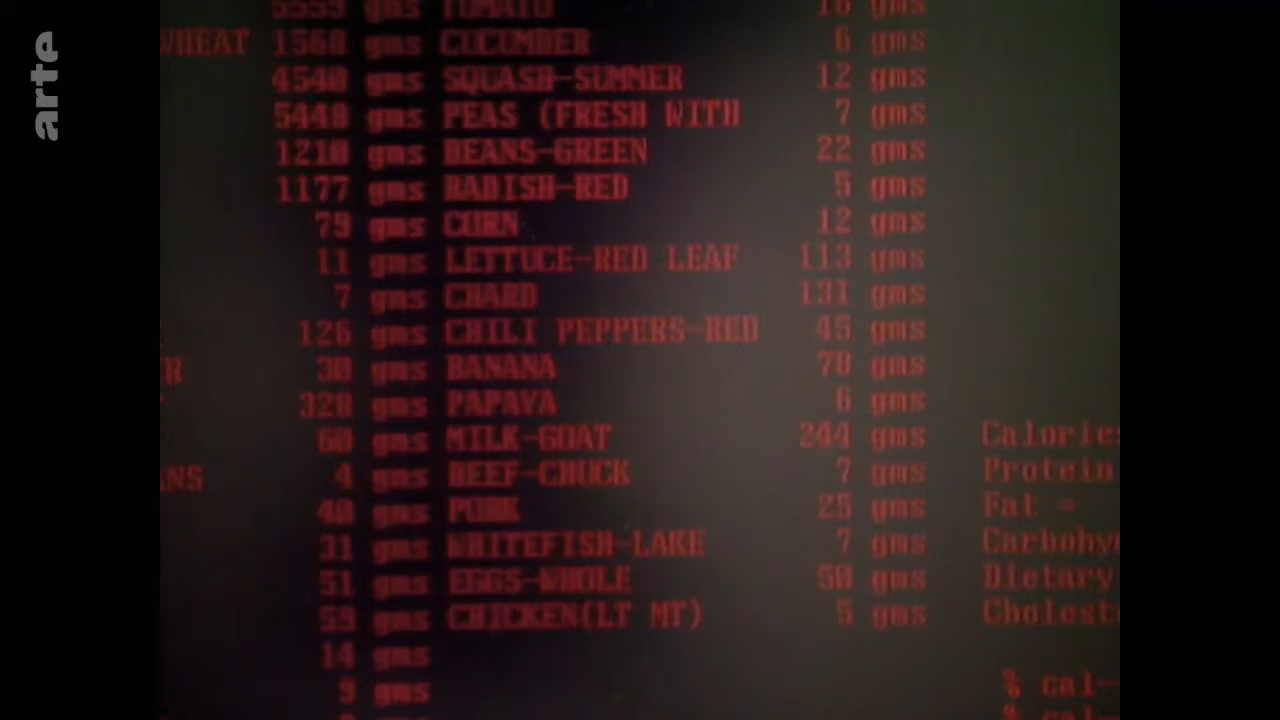 arte
5559 gms TOMATO 16 gms
WHEAT 1560 gms CUCUMBER 6 gms
4540 gms SQUASH-SUMMER 12 gms
5440 gms PEAS (FRESH WITH 7 gms
1210 gms BEANS-GREEN 22 gms
1177 gms RADISH-RED 5 gms
79 gms CORN 12 gms
11 gms LETTUCE-RED LEAF 113 gms
7 gms CHARD 131 gms
126 gms CHILI PEPPERS-RED 45 gms
R 30 gms BANANA 78 gms
320 gms PAPAYA 6 gms
60 gms MILK-GOAT 244 gms Calories
ANS 4 gms BEEF-CHUCK 7 gms Protein
40 gms PORK 25 gms Fat =
31 gms WHITEFISH-LAKE 7 gms Carbohy
51 gms EGGS-WHOLE 50 gms Dietary
59 gms CHICKEN(LT MT) 5 gms Cholest
14 gms
9 gms % cal-
gms % cal-